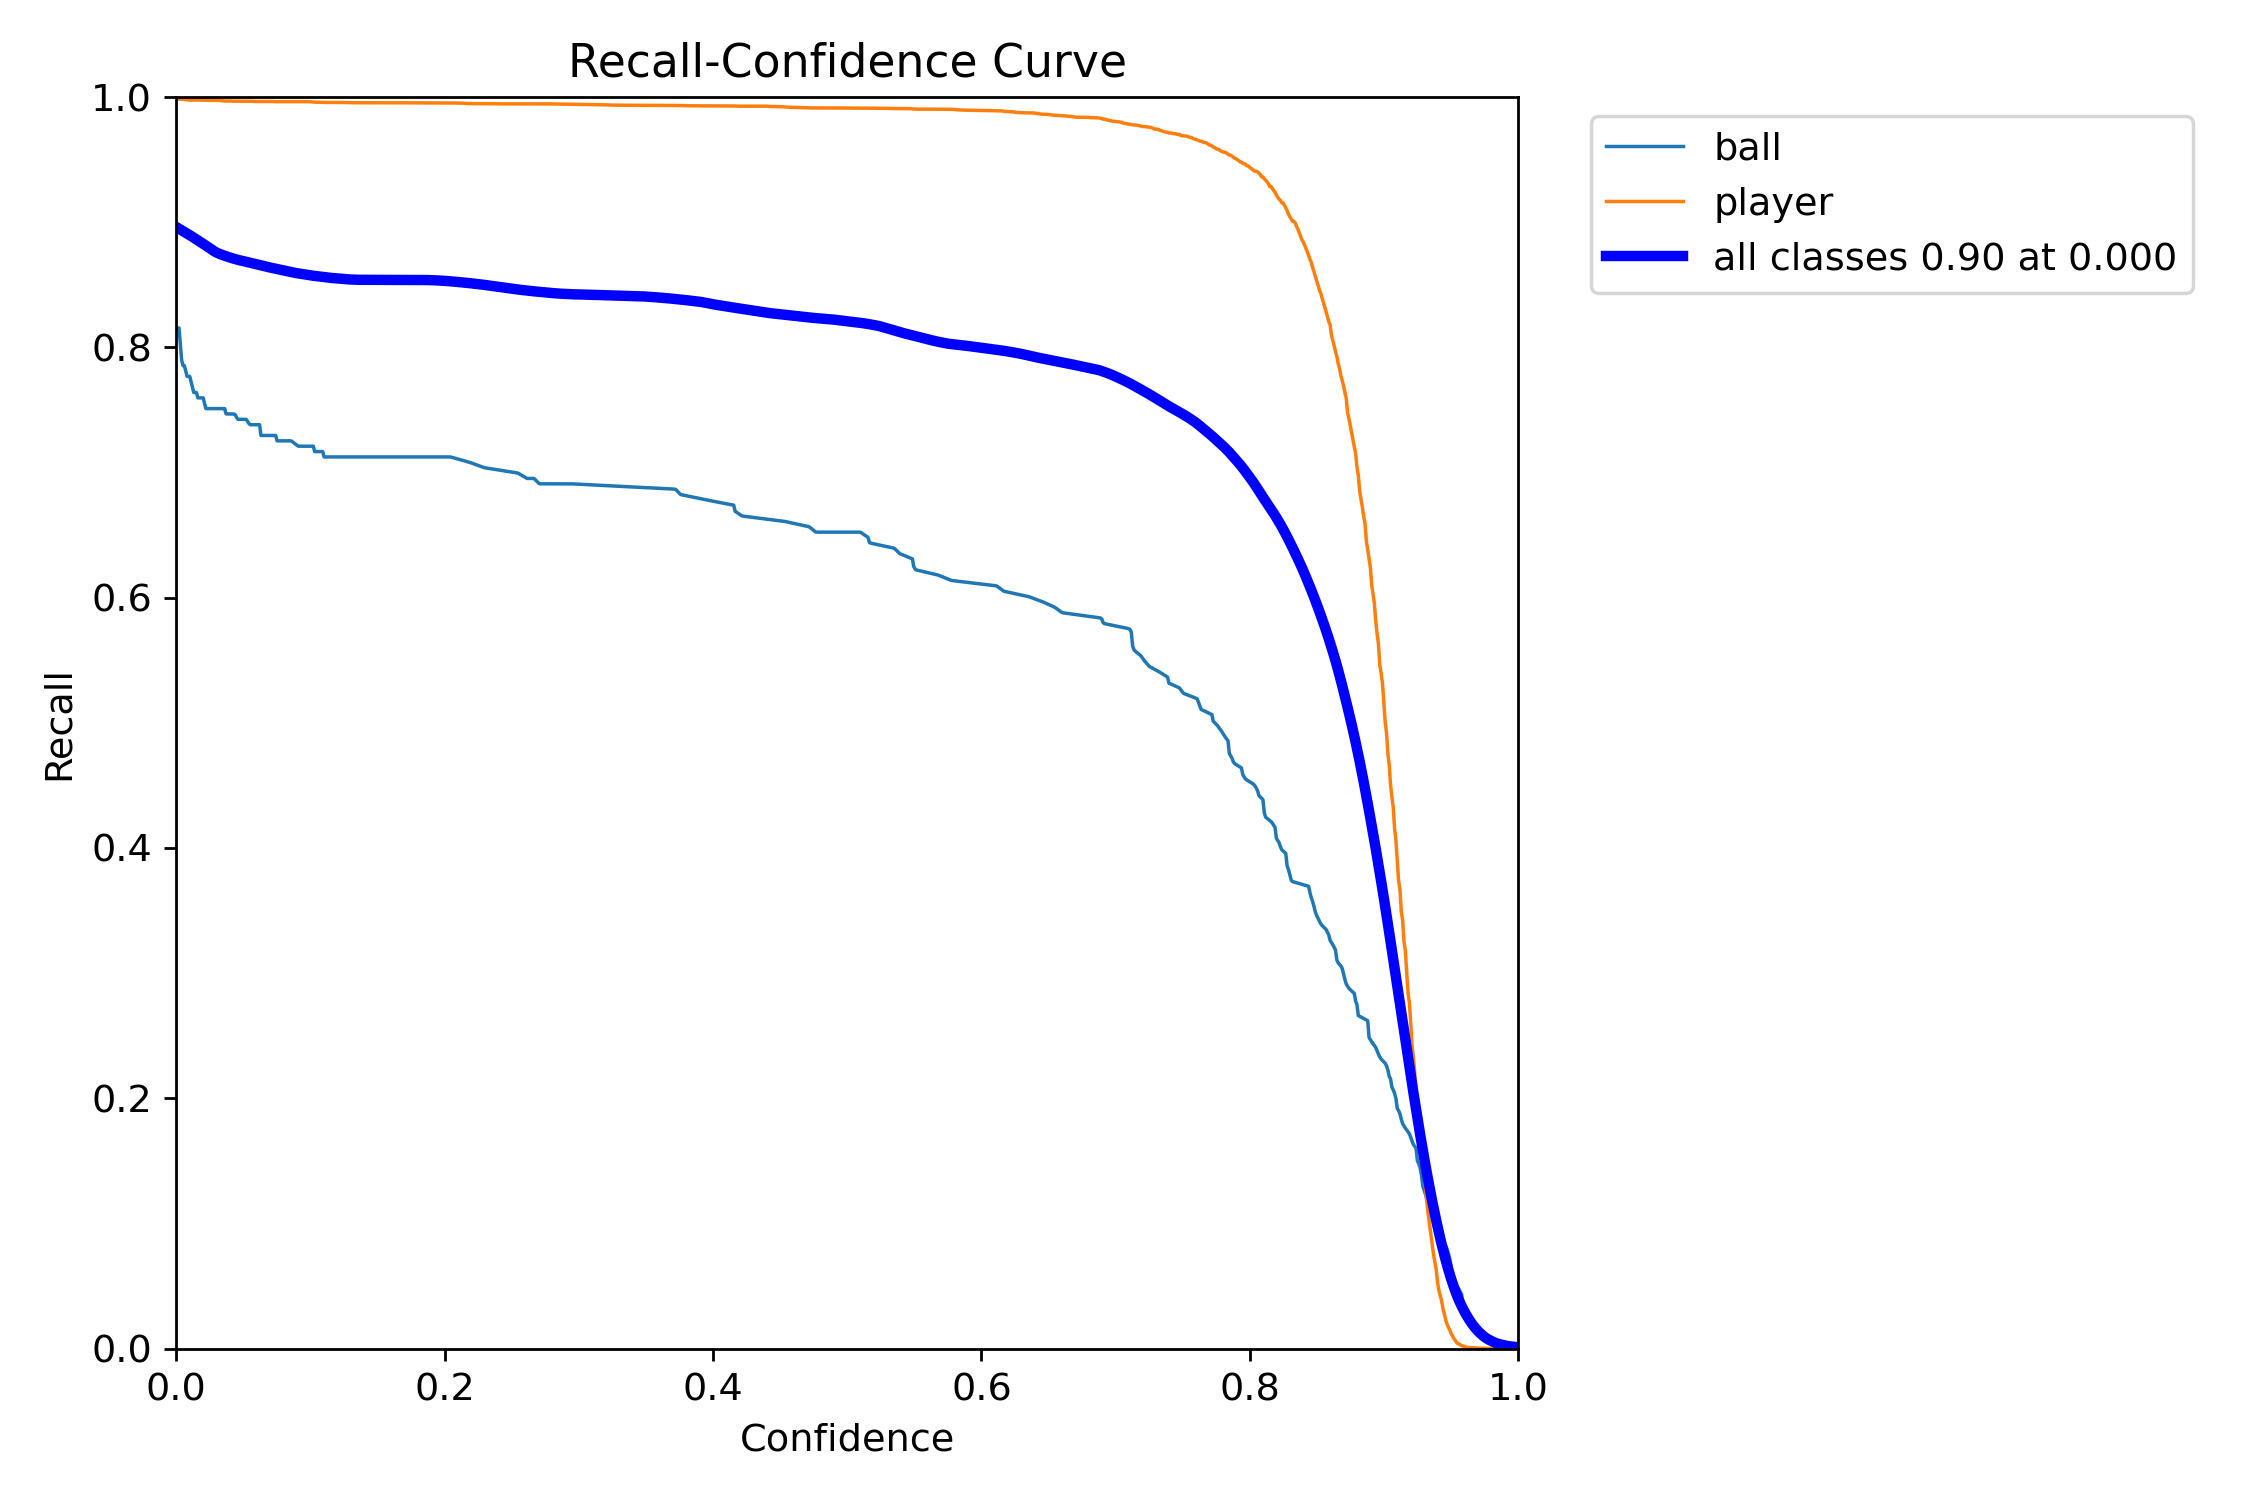 Recall-Confidence Curve
1.0
0.8
0.6
0.4
0.2
0.0
Recall
0.0 0.2 0.4 0.6 0.8 1.0
Confidence
ball
player
all classes 0.90 at 0.000